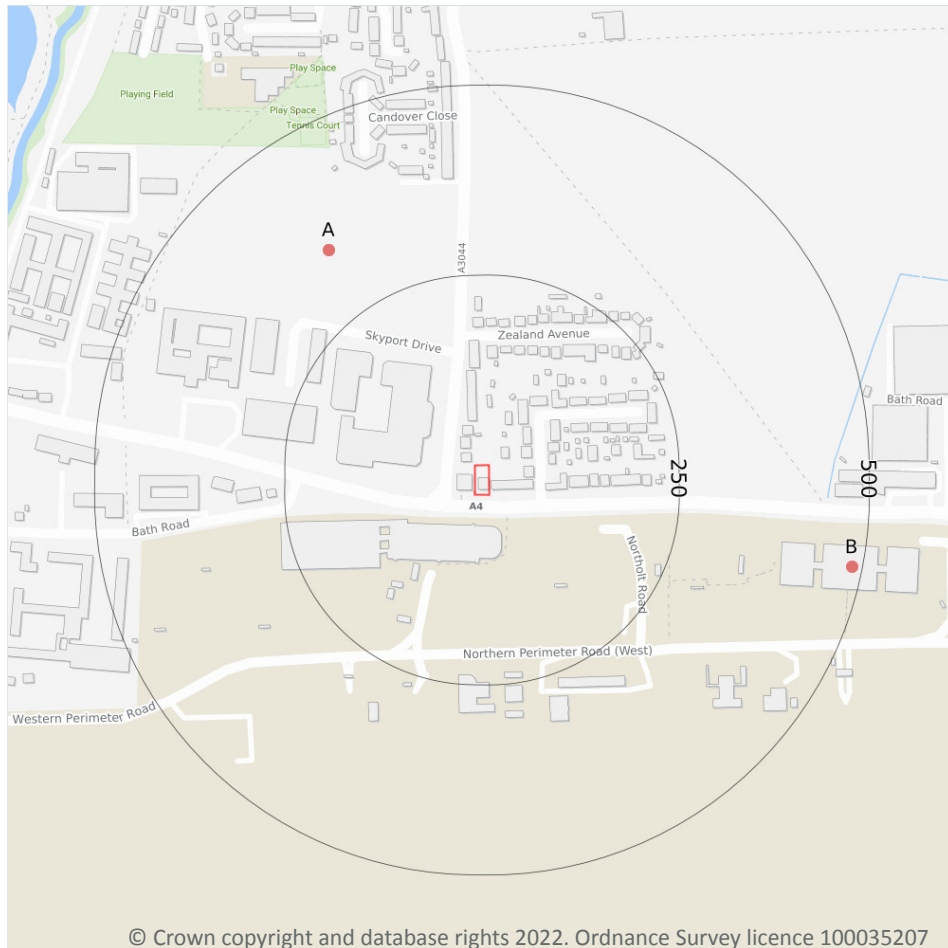 Play Space
Playing Field
Play Space
Candover Close
Tennis Court
A
A3044
Skyport Drive
Zealand Avenue
Bath Road
250
500
A4
Bath Road
B
Northolt Road
Northern Perimeter Road (West)
Western Perimeter Road
© Crown copyright and database rights 2022. Ordnance Survey licence 100035207